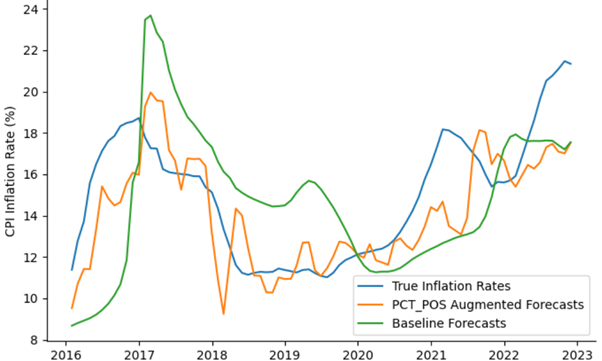 24
22
20
18
16
14
12
10
8
CPI Inflation Rate (%)
2016 2017 2018 2019 2020 2021 2022 2023
True Inflation Rates
PCT_POS Augmented Forecasts
Baseline Forecasts